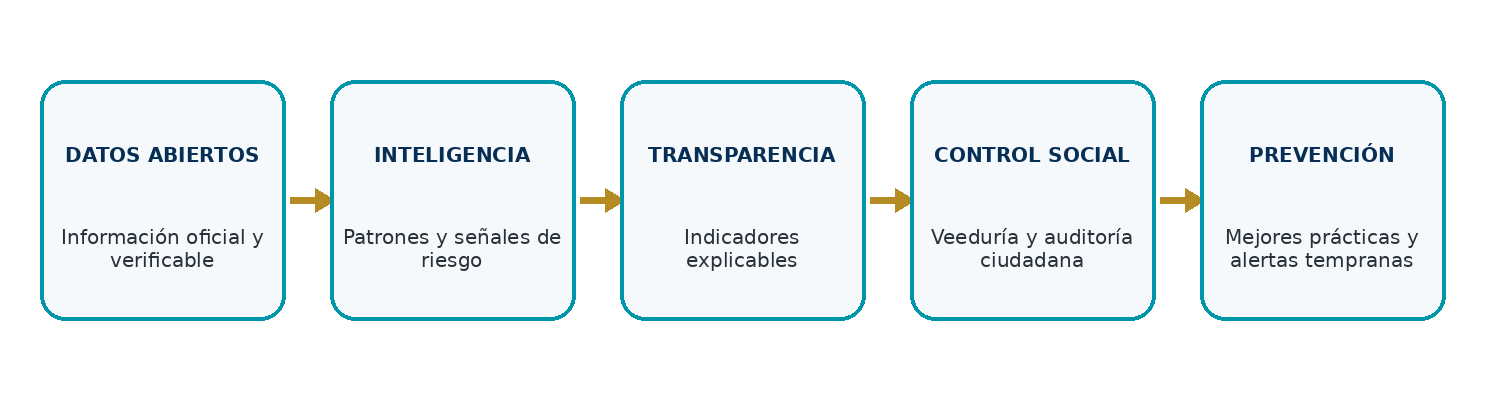 DATOS ABIERTOS
Información oficial y
verificable
INTELIGENCIA
Patrones y señales de
riesgo
TRANSPARENCIA
Indicadores
explicables
CONTROL SOCIAL
Veeduría y auditoría
ciudadana
PREVENCIÓN
Mejores prácticas y
alertas tempranas